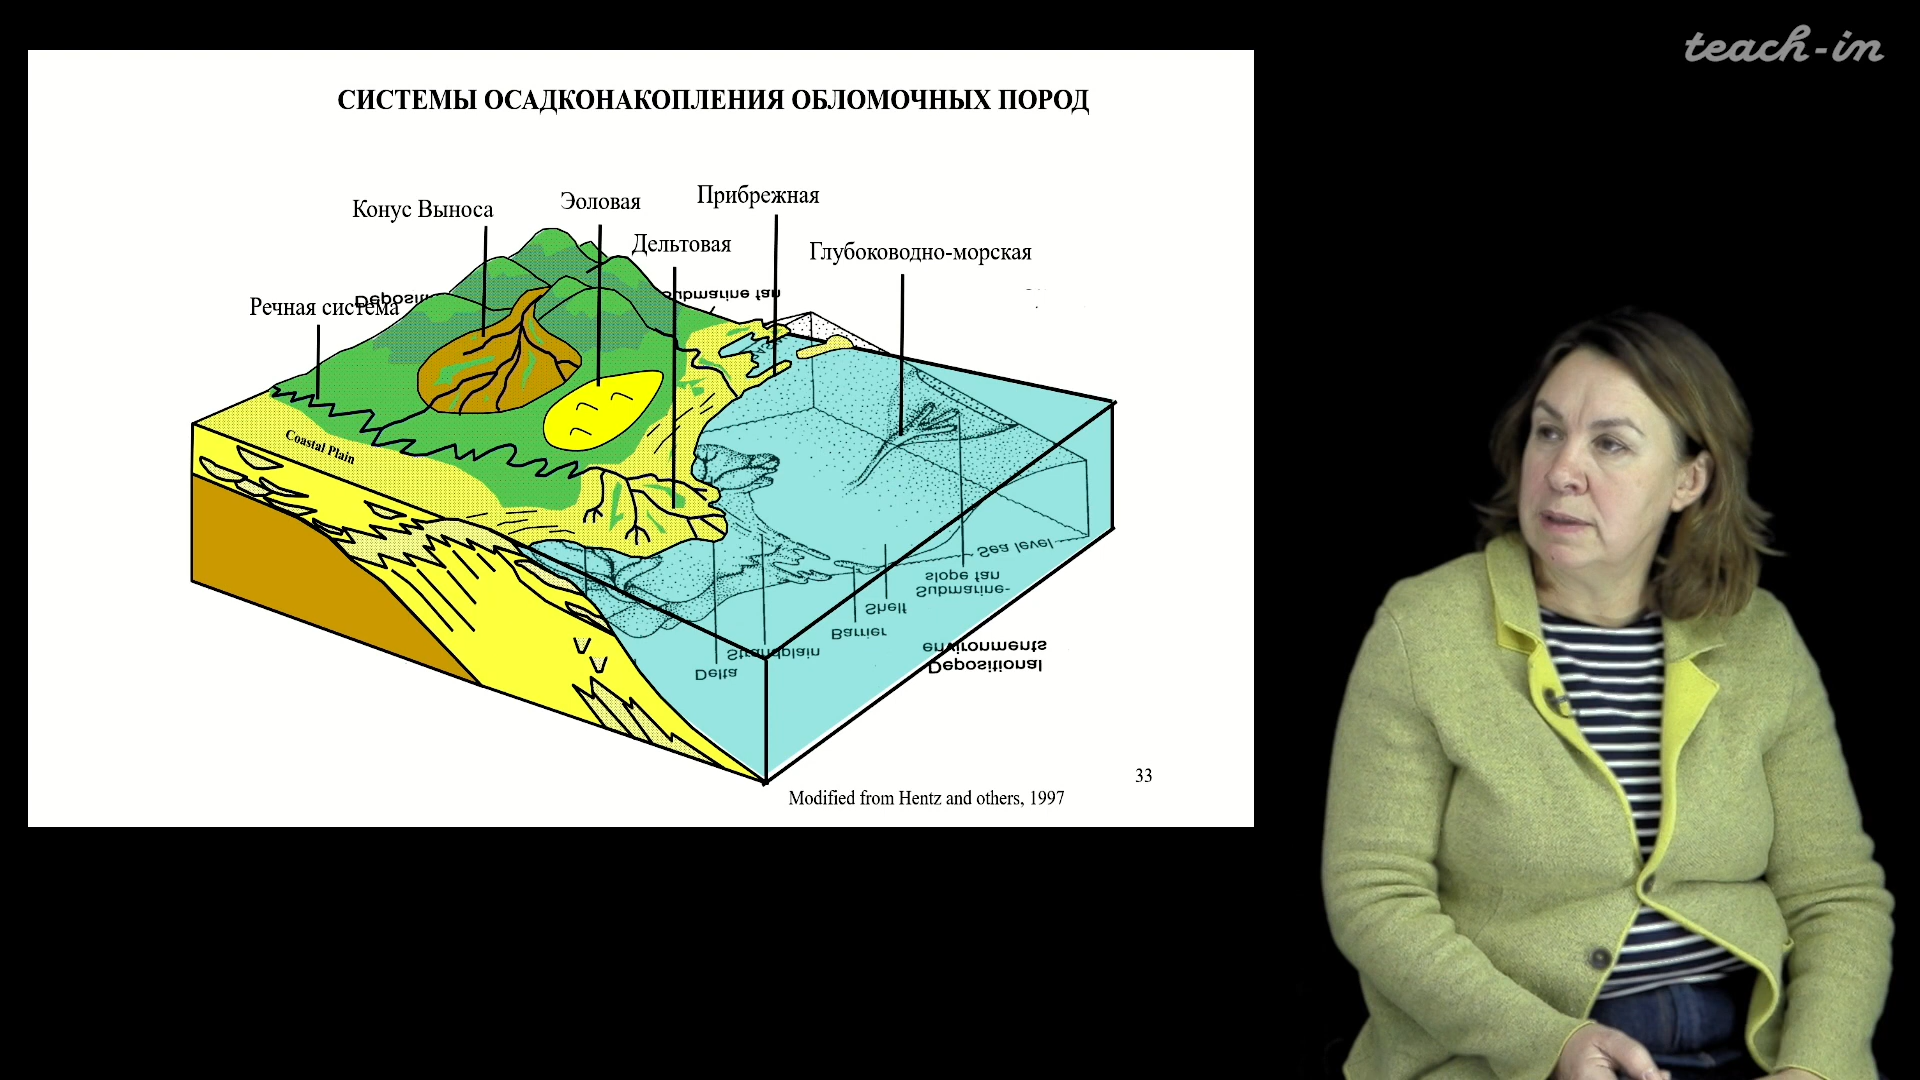 teach-in
СИСТЕМЫ ОСАДКОНАКОПЛЕНИЯ ОБЛОМОЧНЫХ ПОРОД
Прибрежная
Эоловая
Конус Выноса
Дельтовая
Глубоководно-морская
submarine fan
Речная система
Coastal Plain
Sea level
slope fan
Submarine-
Shelf
Barrier
environments
Strandplain
Depositional
Delta
33
Modified from Hentz and others, 1997